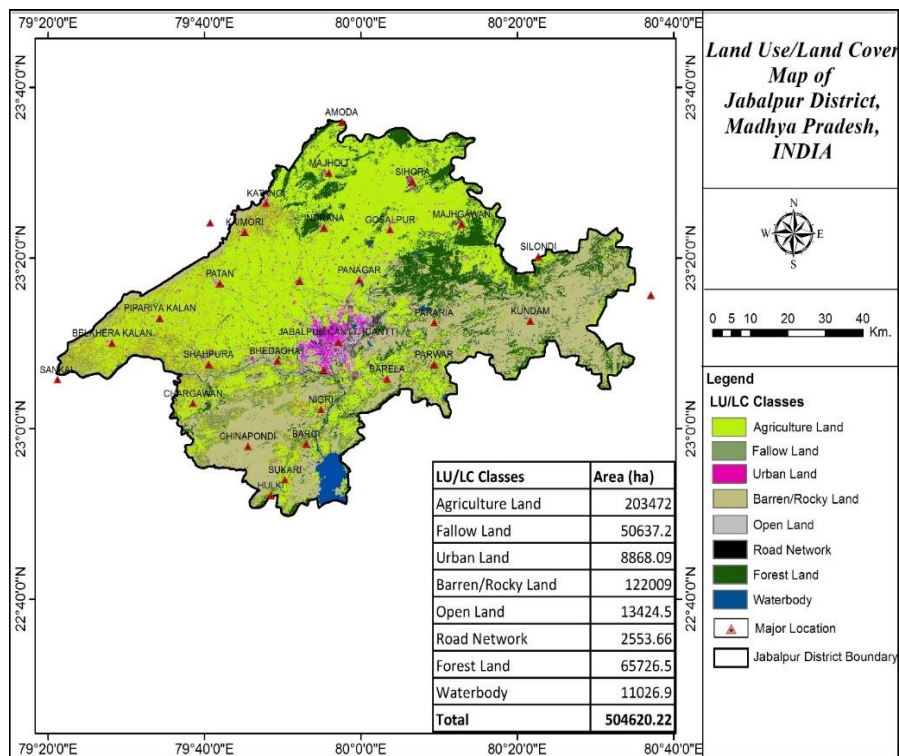 79°20'0"E 79°40'0"E 80°0'0"E 80°20'0"E 80°40'0"E
23°40'0"N
23°20'0"N
23°0'0"N
22°40'0"N
23°40'0"N
23°20'0"N
23°0'0"N
22°40'0"N
AMODA
MAJHOLI
SIHORA
KATANGI
KAIMORI
INDRANA
GOSALPUR
MAJHGAWAN
SILONDI
PATAN
PANAGAR
PIPARIYA KALAN
PARARIA
KUNDAM
BELKHERA KALAN
JABALPUR CANTT. (CANTT)
SHAHPURA
BHEDAGHAT
PARWAR
SANKAL
BARELA
CHARGAWAN
NIGRI
CHINAPONDI
BARGI
SUKARI
HULKI
LU/LC Classes Area (ha)
Agriculture Land 203472
Fallow Land 50637.2
Urban Land 8868.09
Barren/Rocky Land 122009
Open Land 13424.5
Road Network 2553.66
Forest Land 65726.5
Waterbody 11026.9
Total 504620.22
79°20'0"E 79°40'0"E 80°0'0"E 80°20'0"E 80°40'0"E
Land Use/Land Cover
Map of
Jabalpur District,
Madhya Pradesh,
INDIA
N
W E
S
0 2.5 5 10 20 30 40
Km.
Legend
LU/LC Classes
Agriculture Land
Fallow Land
Urban Land
Barren/Rocky Land
Open Land
Road Network
Forest Land
Waterbody
Major Location
Jabalpur District Boundary